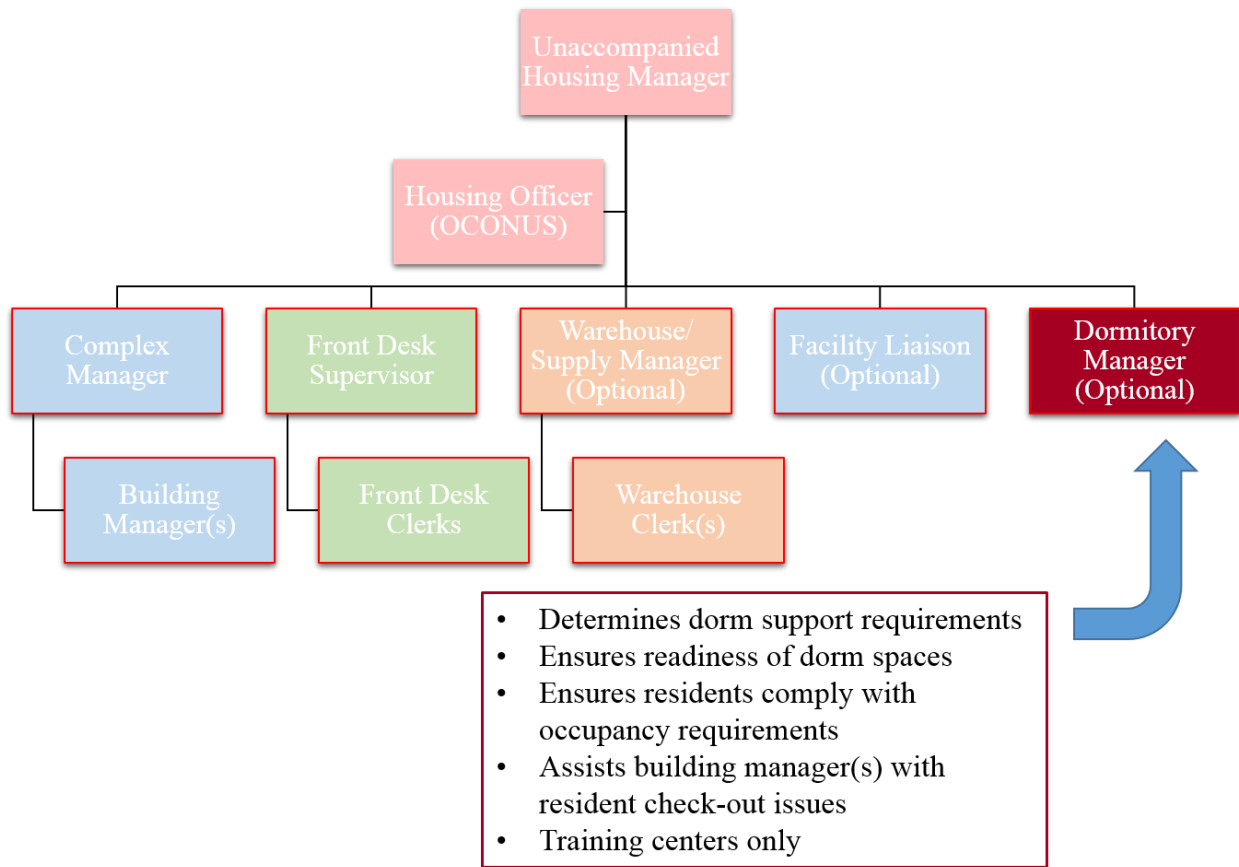 Unaccompanied
Housing Manager
Housing Officer
(OCONUS)
Complex
Manager
Front Desk
Supervisor
Warehouse/
Supply Manager
(Optional)
Facility Liaison
(Optional)
Dormitory
Manager
(Optional)
Building
Manager(s)
Front Desk
Clerks
Warehouse
Clerk(s)
• Determines dorm support requirements
• Ensures readiness of dorm spaces
• Ensures residents comply with
occupancy requirements
• Assists building manager(s) with
resident check-out issues
• Training centers only